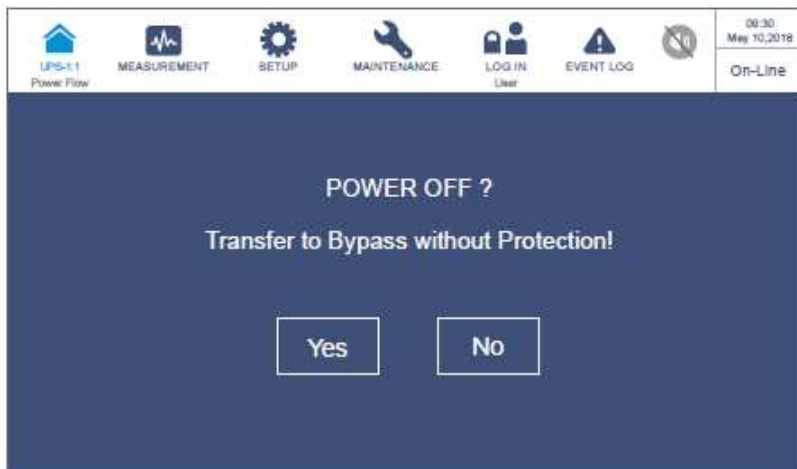 UPS-1.1
Power Flow
MEASUREMENT
SETUP
MAINTENANCE
LOG IN
User
EVENT LOG
09:30
May 10,2018
On-Line
POWER OFF ?
Transfer to Bypass without Protection!
Yes
No